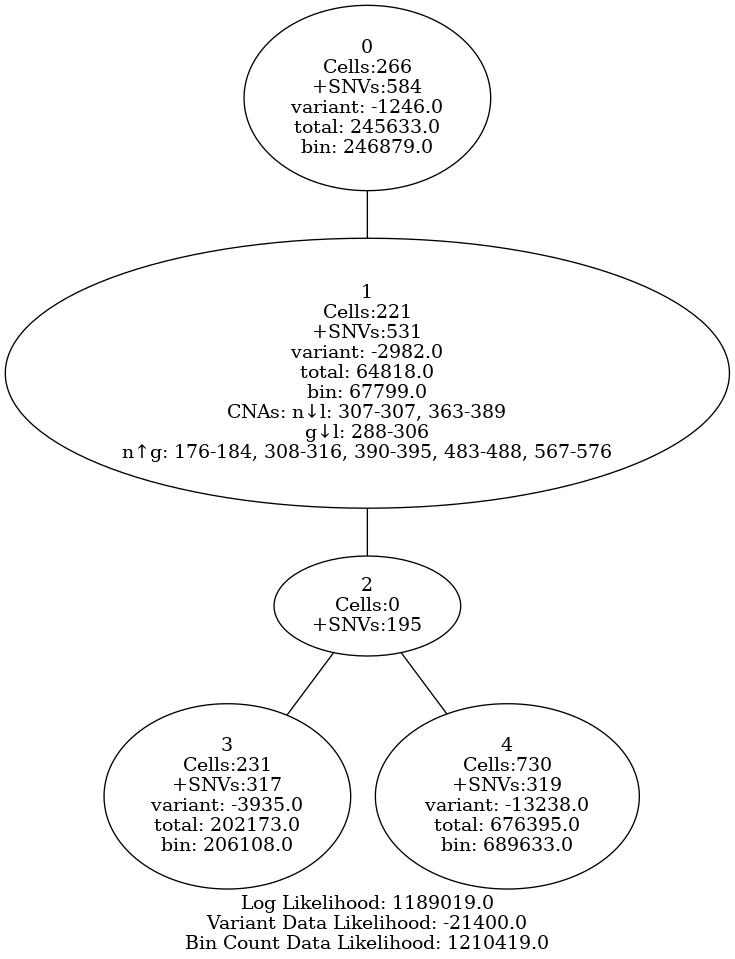 0
Cells:266
+SNVs:584
variant: -1246.0
total: 245633.0
bin: 246879.0
1
Cells:221
+SNVs:531
variant: -2982.0
total: 64818.0
bin: 67799.0
CNAs: n↓l: 307-307, 363-389
g↓l: 288-306
n↑g: 176-184, 308-316, 390-395, 483-488, 567-576
2
Cells:0
+SNVs:195
3
Cells:231
+SNVs:317
variant: -3935.0
total: 202173.0
bin: 206108.0
4
Cells:730
+SNVs:319
variant: -13238.0
total: 676395.0
bin: 689633.0
Log Likelihood: 1189019.0
Variant Data Likelihood: -21400.0
Bin Count Data Likelihood: 1210419.0